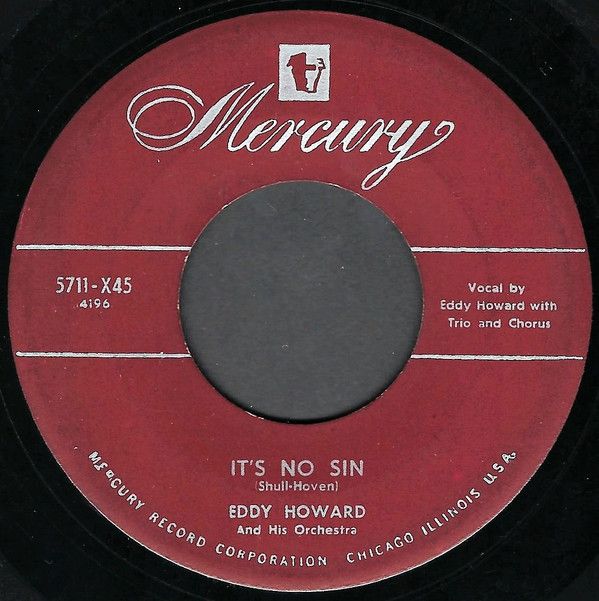 Mercury
5711-X45
4196
Vocal by
Eddy Howard with
Trio and Chorus
IT'S NO SIN
(Shull-Hoven)
EDDY HOWARD
And His Orchestra
MERCURY RECORD CORPORATION CHICAGO ILLINOIS U.S.A.